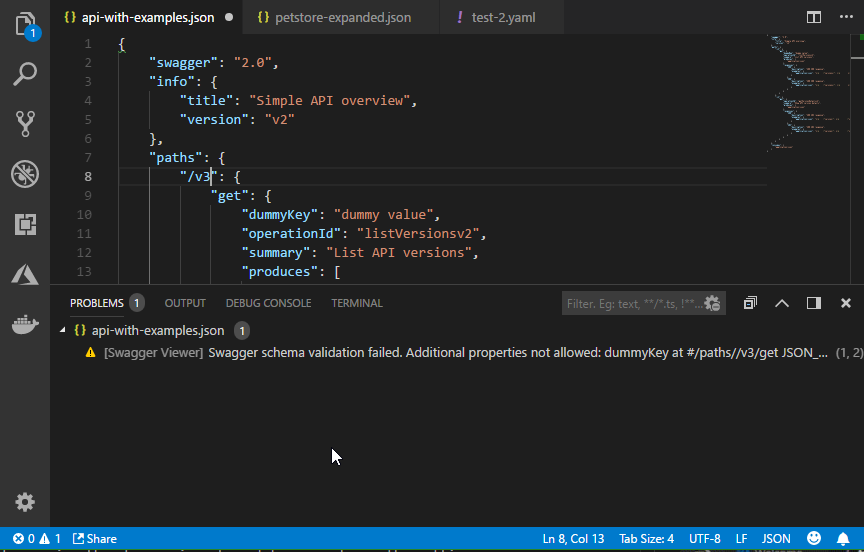 {} api-with-examples.json ● {} petstore-expanded.json ! test-2.yaml ...
1
1 {
2 "swagger": "2.0",
3 "info": {
4 "title": "Simple API overview",
5 "version": "v2"
6 },
7 "paths": {
8 "/v3": {
9 "get": {
10 "dummyKey": "dummy value",
11 "operationId": "listVersionsv2",
12 "summary": "List API versions",
13 "produces": [
PROBLEMS 1 OUTPUT DEBUG CONSOLE TERMINAL Filter. Eg: text, **/*.ts, !**...
{} api-with-examples.json 1
[Swagger Viewer] Swagger schema validation failed. Additional properties not allowed: dummyKey at #/paths//v3/get JSON_... (1, 2)
0 1 Share Ln 8, Col 13 Tab Size: 4 UTF-8 LF JSON